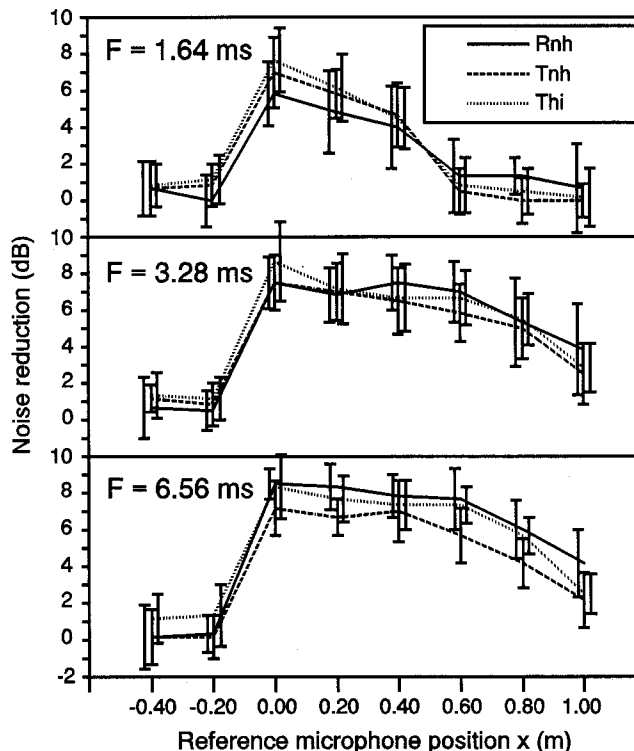 10
8
6
4
2
0
F = 1.64 ms
Rnh
Tnh
Thi
10
8
6
4
2
0
F = 3.28 ms
10
8
6
4
2
0
-2
F = 6.56 ms
Noise reduction (dB)
-0.40 -0.20 0.00 0.20 0.40 0.60 0.80 1.00
Reference microphone position x (m)